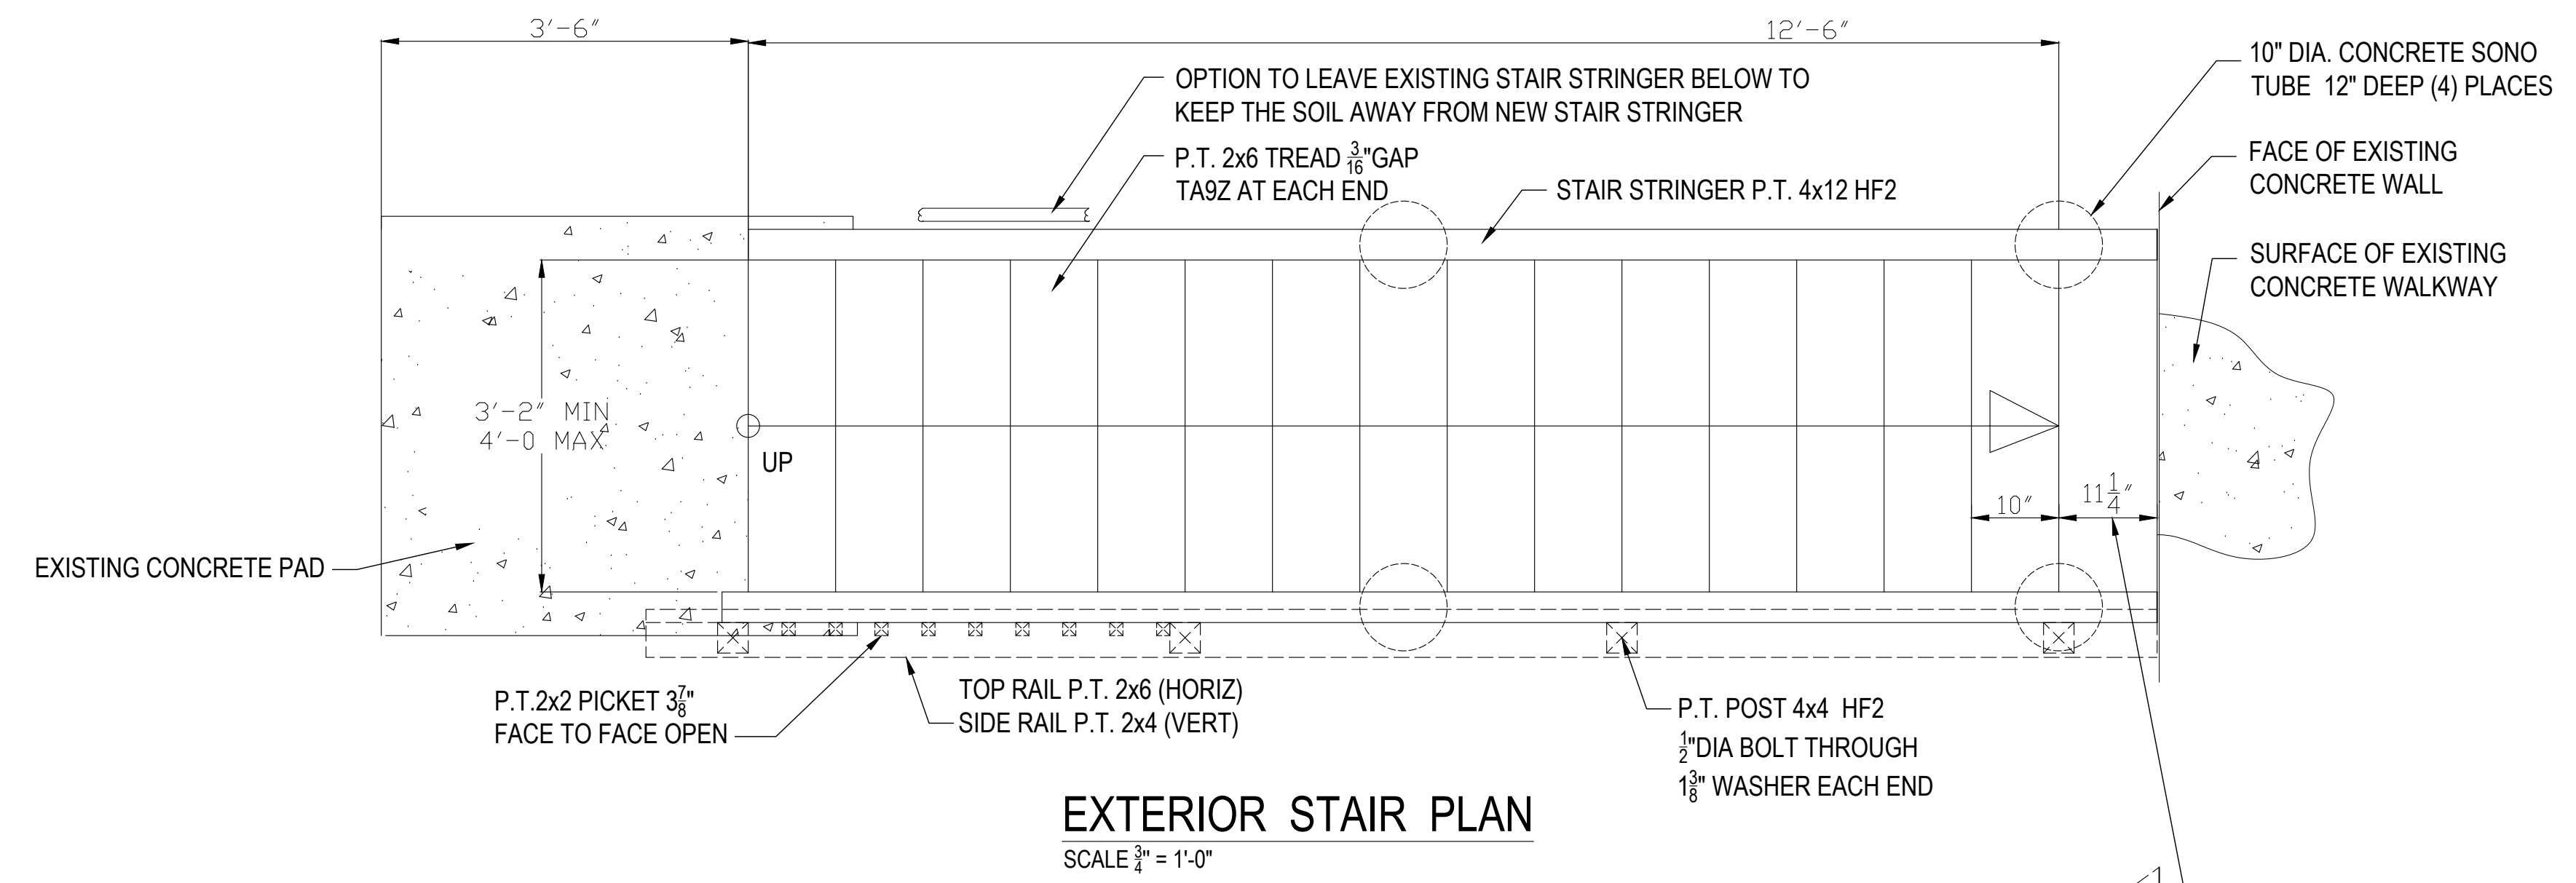 3'-6"
12'-6"
10" DIA. CONCRETE SONO
TUBE 12" DEEP (4) PLACES
OPTION TO LEAVE EXISTING STAIR STRINGER BELOW TO
KEEP THE SOIL AWAY FROM NEW STAIR STRINGER
P.T. 2x6 TREAD 3/16"GAP
TA9Z AT EACH END
STAIR STRINGER P.T. 4x12 HF2
FACE OF EXISTING
CONCRETE WALL
SURFACE OF EXISTING
CONCRETE WALKWAY
3'-2" MIN
4'-0 MAX
UP
10"
11 1/4"
EXISTING CONCRETE PAD
P.T.2x2 PICKET 3 7/8"
FACE TO FACE OPEN
TOP RAIL P.T. 2x6 (HORIZ)
SIDE RAIL P.T. 2x4 (VERT)
P.T. POST 4x4 HF2
1/2"DIA BOLT THROUGH
1 3/8" WASHER EACH END
EXTERIOR STAIR PLAN
SCALE 3/4" = 1'-0"